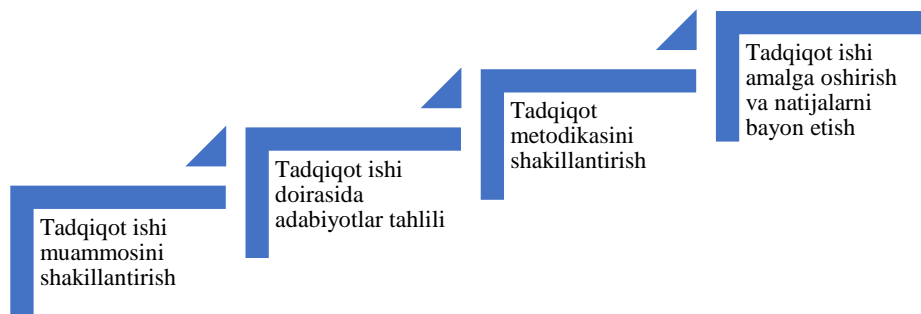 Tadqiqot ishi
muammosini
shakillantirish
Tadqiqot ishi
doirasida
adabiyotlar tahlili
Tadqiqot
metodikasini
shakillantirish
Tadqiqot ishi
amalga oshirish
va natijalarni
bayon etish